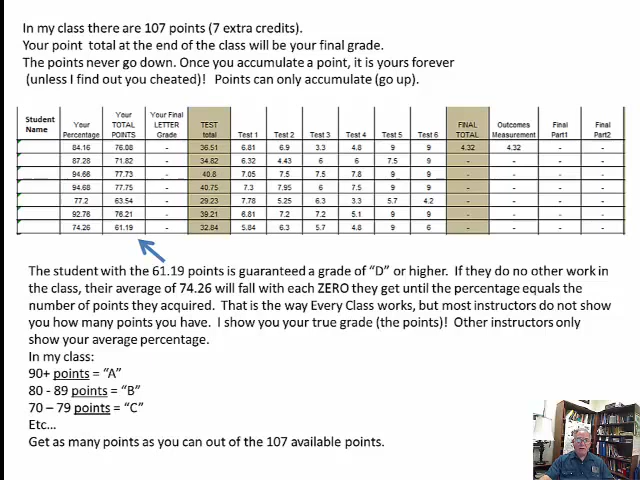 In my class there are 107 points (7 extra credits).
Your point total at the end of the class will be your final grade.
The points never go down. Once you accumulate a point, it is yours forever
(unless I find out you cheated)! Points can only accumulate (go up).
Student Name Your Percentage Your TOTAL POINTS Your Final LETTER Grade TEST total Test 1 Test 2 Test 3 Test 4 Test 5 Test 6 FINAL TOTAL Outcomes Measurement Final Part1 Final Part2
84.16 76.08 - 36.51 6.81 6.9 3.3 4.8 9 9 4.32 4.32 - -
87.28 71.82 - 34.82 6.32 4.43 6 6 7.5 9 - - - -
94.68 77.73 - 40.8 7.05 7.5 7.5 7.8 9 9 - - - -
94.68 77.75 - 40.75 7.3 7.95 6 7.5 9 9 - - - -
77.2 63.54 - 29.23 7.78 5.25 6.3 3.3 5.7 4.2 - - - -
92.76 76.21 - 39.21 6.81 7.2 7.2 5.1 9 9 - - - -
74.26 61.19 - 32.84 5.84 6.3 5.7 4.8 9 6 - - - -
The student with the 61.19 points is guaranteed a grade of “D” or higher. If they do no other work in
the class, their average of 74.26 will fall with each ZERO they get until the percentage equals the
number of points they acquired. That is the way Every Class works, but most instructors do not show
you how many points you have. I show you your true grade (the points)! Other instructors only
show your average percentage.
In my class:
90+ points = “A”
80 - 89 points = “B”
70 – 79 points = “C”
Etc…
Get as many points as you can out of the 107 available points.